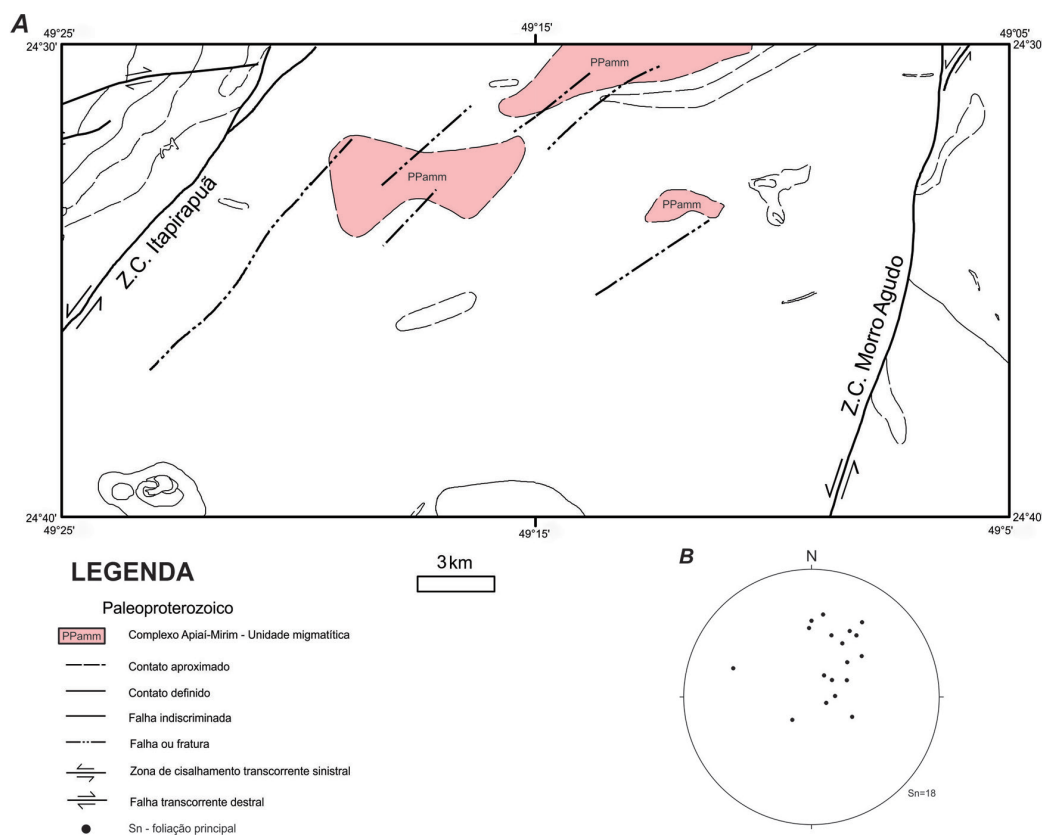 A
49°25'
49°15'
49°05'
24°30'
24°30'
PPamm
PPamm
PPamm
Z.C. Itapirapuã
Z.C. Morro Agudo
24°40'
24°40'
49°25'
49°15'
49°5'
LEGENDA
3 km
Paleoproterozoico
PPamm Complexo Apiaí-Mirim - Unidade migmatítica
Contato aproximado
Contato definido
Falha indiscriminada
Falha ou fratura
Zona de cisalhamento transcorrente sinistral
Falha transcorrente destral
Sn - foliação principal
B
N
Sn=18